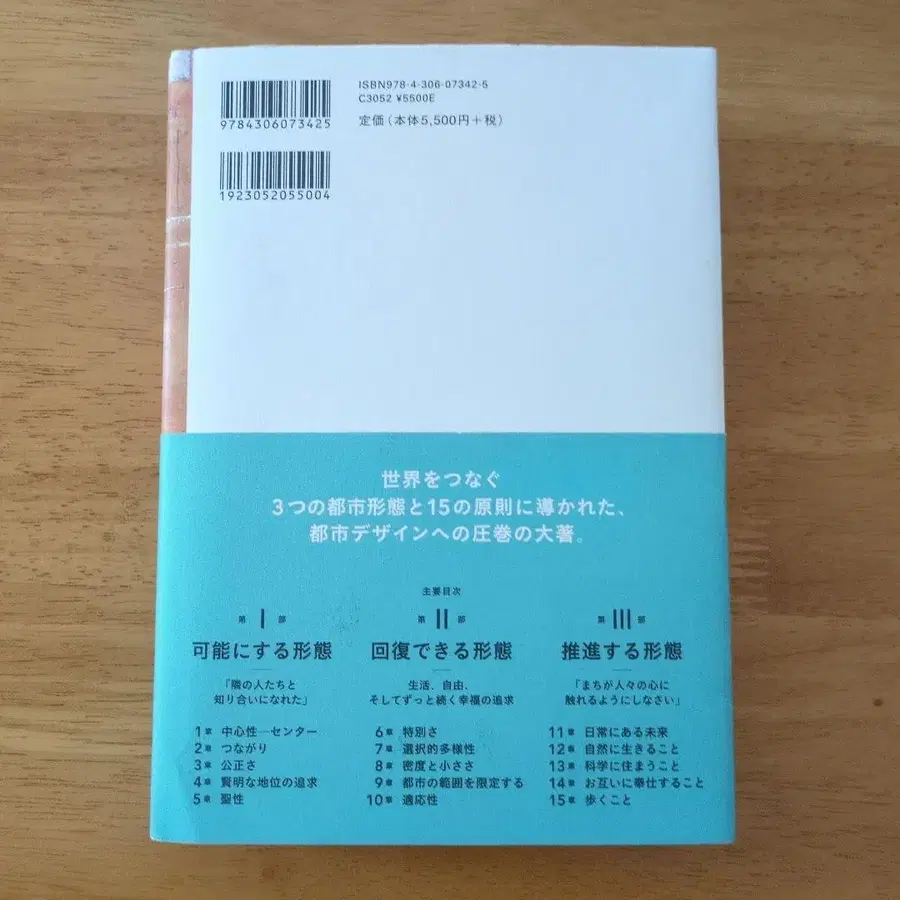 ISBN978-4-306-07342-5
C3052 ¥5500E
定価（本体5,500円＋税）
9784306073425
1923052055004
世界をつなぐ
3つの都市形態と15の原則に導かれた、
都市デザインへの圧巻の大著。
主要目次
第 I 部
可能にする形態
「隣の人たちと
知り合いになれた」
1章 中心性―センター
2章 つながり
3章 公正さ
4章 賢明な地位の追求
5章 聖性
第 II 部
回復できる形態
生活、自由、
そしてずっと続く幸福の追求
6章 特別さ
7章 選択的多様性
8章 密度と小ささ
9章 都市の範囲を限定する
10章 適応性
第 III 部
推進する形態
「まちが人々の心に
触れるようにしなさい」
11章 日常にある未来
12章 自然に生きること
13章 科学に住まうこと
14章 お互いに奉仕すること
15章 歩くこと